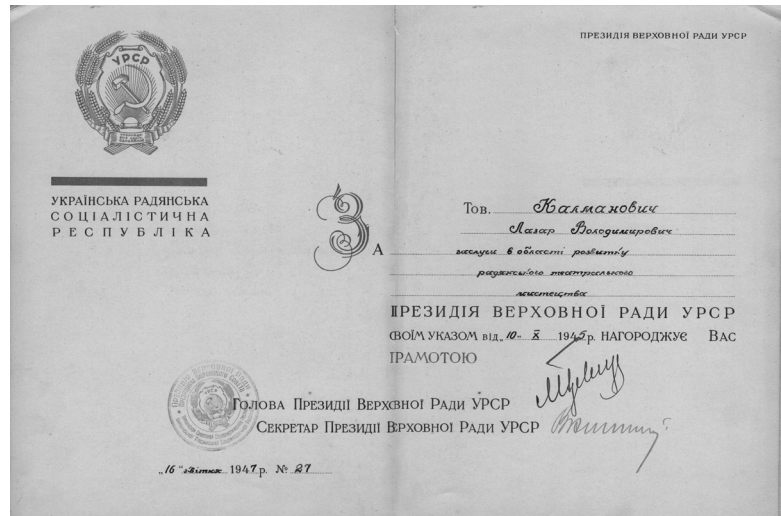 УРСР
УКРАЇНСЬКА РАДЯНСЬКА
СОЦІАЛІСТИЧНА
РЕСПУБЛІКА
ПРЕЗИДІЯ ВЕРХОВНОЇ РАДИ УРСР
Тов. Калманович
Лазар Володимирович
ЗА заслуги в області розвитку
радянського театрального
мистецтва
ПРЕЗИДІЯ ВЕРХОВНОЇ РАДИ УРСР
СВОЇМ УКАЗОМ від „10" X 1945 р. НАГОРОДЖУЄ ВАС
ГРАМОТОЮ
ГОЛОВА ПРЕЗИДІЇ ВЕРХОВНОЇ РАДИ УРСР
СЕКРЕТАР ПРЕЗИДІЇ ВЕРХОВНОЇ РАДИ УРСР
„16" квітня 1947 р. № 27